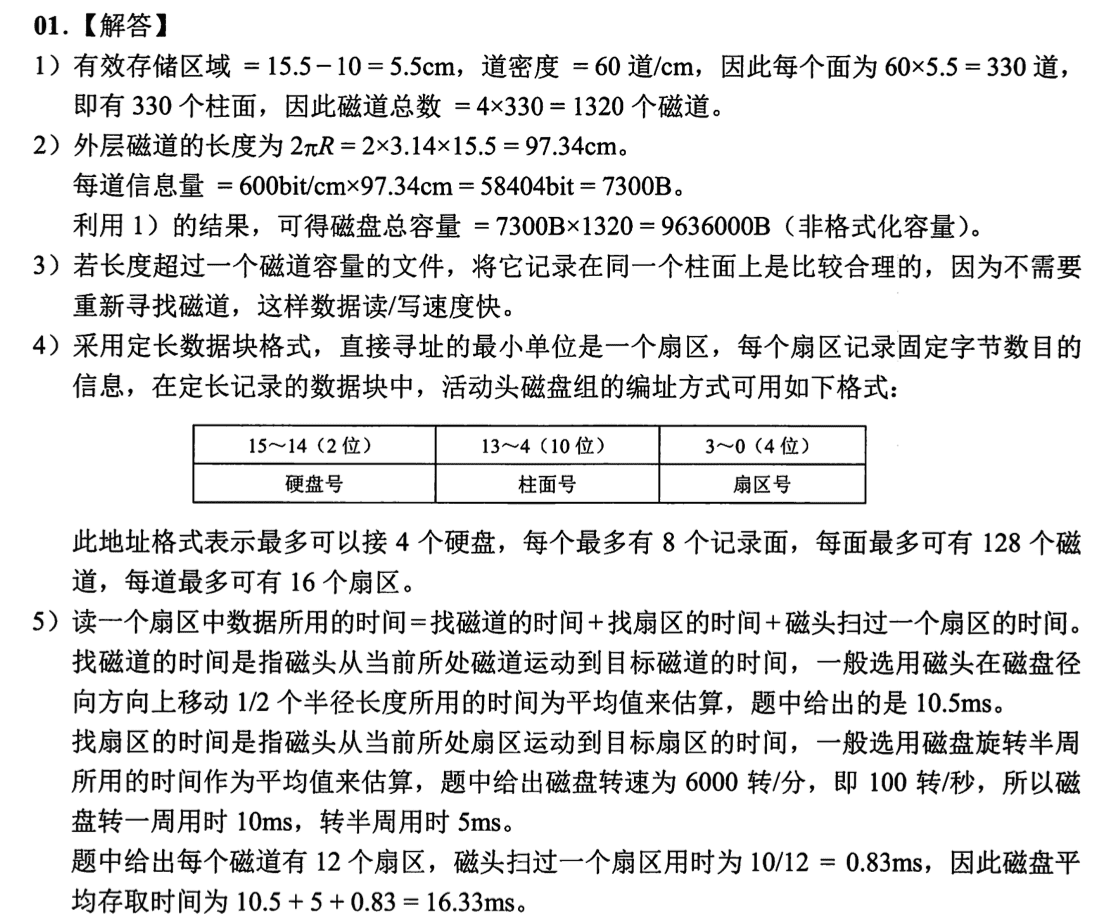 01.【解答】
1）有效存储区域 = 15.5－10 = 5.5cm，道密度 = 60 道/cm，因此每个面为 60×5.5 = 330 道，
即有 330 个柱面，因此磁道总数 = 4×330 = 1320 个磁道。
2）外层磁道的长度为 2πR = 2×3.14×15.5 = 97.34cm。
每道信息量 = 600bit/cm×97.34cm = 58404bit = 7300B。
利用 1）的结果，可得磁盘总容量 = 7300B×1320 = 9636000B（非格式化容量）。
3）若长度超过一个磁道容量的文件，将它记录在同一个柱面上是比较合理的，因为不需要
重新寻找磁道，这样数据读/写速度快。
4）采用定长数据块格式，直接寻址的最小单位是一个扇区，每个扇区记录固定字节数目的
信息，在定长记录的数据块中，活动头磁盘组的编址方式可用如下格式：
15～14（2 位） 13～4（10 位） 3～0（4 位）
硬盘号 柱面号 扇区号
此地址格式表示最多可以接 4 个硬盘，每个最多有 8 个记录面，每面最多可有 128 个磁
道，每道最多可有 16 个扇区。
5）读一个扇区中数据所用的时间=找磁道的时间+找扇区的时间+磁头扫过一个扇区的时间。
找磁道的时间是指磁头从当前所处磁道运动到目标磁道的时间，一般选用磁头在磁盘径
向方向上移动 1/2 个半径长度所用的时间为平均值来估算，题中给出的是 10.5ms。
找扇区的时间是指磁头从当前所处扇区运动到目标扇区的时间，一般选用磁盘旋转半周
所用的时间作为平均值来估算，题中给出磁盘转速为 6000 转/分，即 100 转/秒，所以磁
盘转一周用时 10ms，转半周用时 5ms。
题中给出每个磁道有 12 个扇区，磁头扫过一个扇区用时为 10/12 = 0.83ms，因此磁盘平
均存取时间为 10.5 + 5 + 0.83 = 16.33ms。